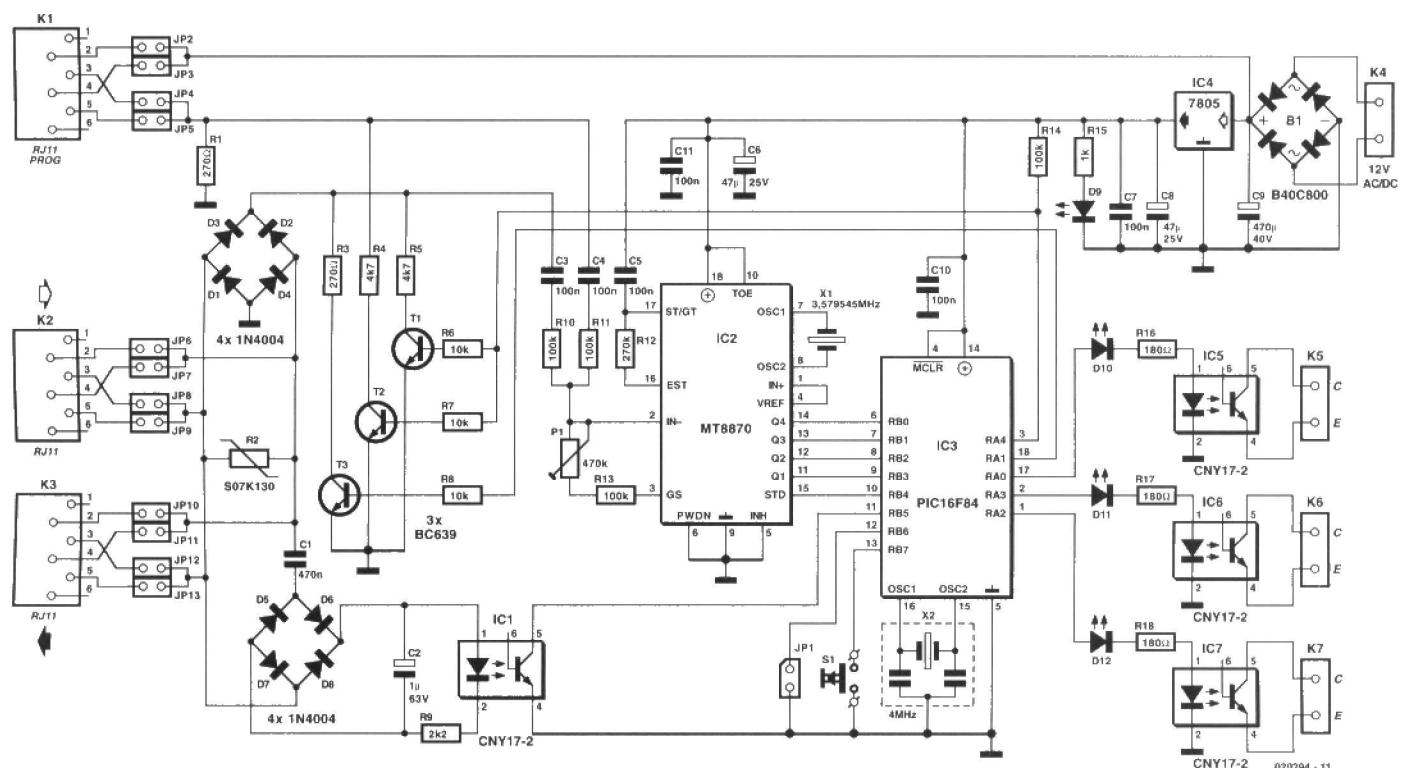 K1
1
2
3
4
5
6
RJ11
PROG
JP2
JP3
JP4
JP5
R1
270Ω
D3
D2
D1
D4
4x 1N4004
K2
1
2
3
4
5
6
RJ11
JP6
JP7
JP8
JP9
R2
S07K130
K3
1
2
3
4
5
6
RJ11
JP10
JP11
JP12
JP13
C1
470n
D5
D6
D7
D8
4x 1N4004
R3
270Ω
R4
4k7
R5
4k7
T1
T2
T3
3x
BC639
R6
10k
R7
10k
R8
10k
C2
1µ
63V
R9
2k2
IC1
1
6
5
2
4
CNY17-2
C3
100n
C4
100n
C5
100n
R10
100k
R11
100k
R12
270k
P1
470k
R13
100k
C11
100n
C6
47µ
25V
18
10
TOE
17
ST/GT
OSC1
7
IC2
16
EST
OSC2
8
IN+
1
VREF
4
2
IN–
MT8870
Q4
14
Q3
13
Q2
12
Q1
11
3
GS
STD
15
PWDN
INH
6
9
5
X1
3,579545MHz
C10
100n
4
14
MCLR
6
RB0
7
RB1
8
RB2
9
RB3
10
RB4
11
RB5
12
RB6
13
RB7
IC3
PIC16F84
RA4
3
RA1
18
RA0
17
RA3
2
RA2
1
OSC1
OSC2
16
15
5
X2
4MHz
JP1
S1
R14
100k
R15
1k
D9
C7
100n
C8
47µ
25V
IC4
7805
C9
470µ
40V
B1
+
–
~
~
B40C800
K4
12V
AC/DC
D10
R16
180Ω
IC5
1
6
5
2
4
CNY17-2
K5
C
E
D11
R17
180Ω
IC6
1
6
5
2
4
CNY17-2
K6
C
E
D12
R18
180Ω
IC7
1
6
5
2
4
CNY17-2
K7
C
E
020294 - 11